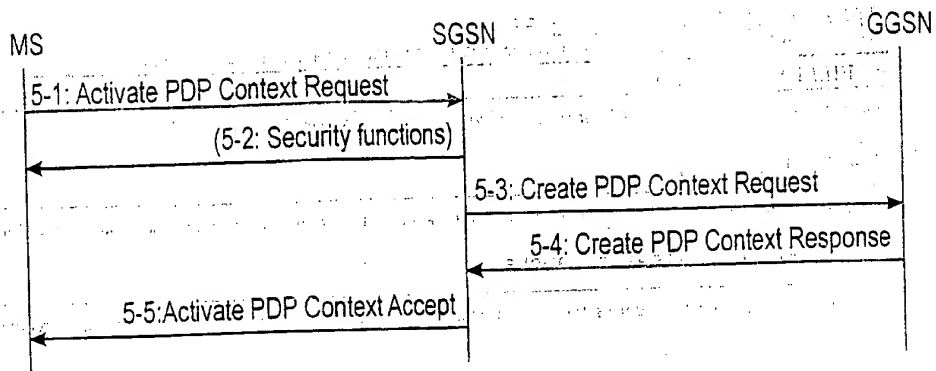 MS
SGSN
GGSN
5-1: Activate PDP Context Request
(5-2: Security functions)
5-3: Create PDP Context Request
5-4: Create PDP Context Response
5-5:Activate PDP Context Accept